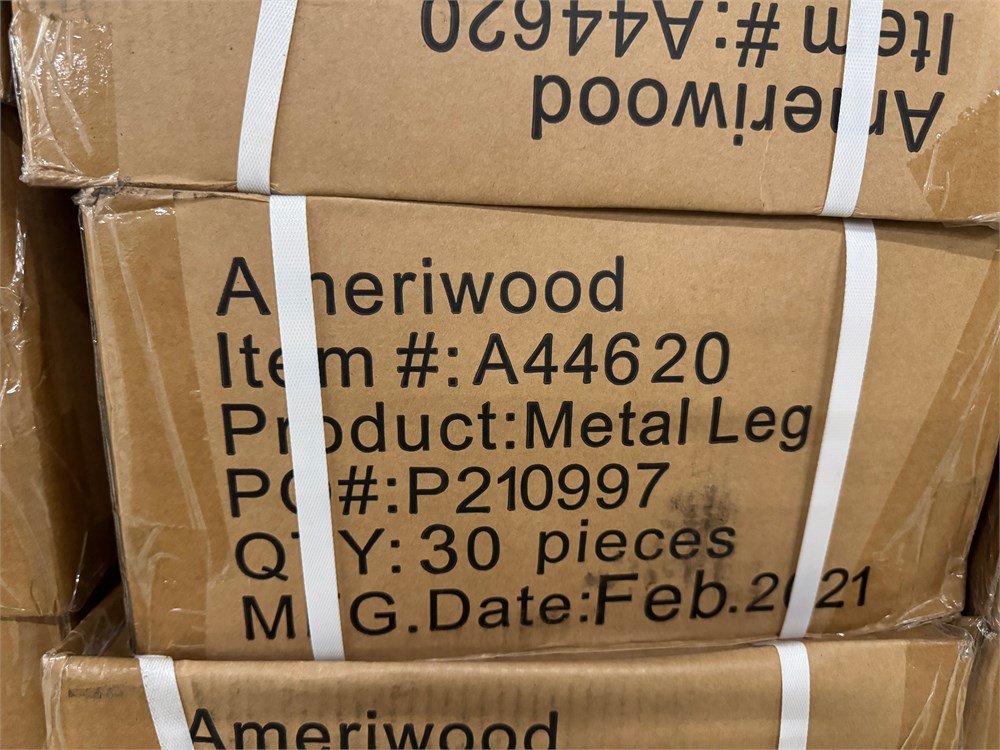 Item #:A44620
Ameriwood
Ameriwood
Item #:A44620
Product:Metal Leg
PO#:P210997
QTY:30 pieces
MFG.Date:Feb.2021
Ameriwood